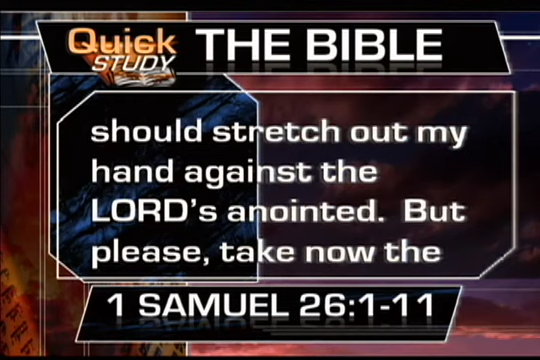 Quick
STUDY
THE BIBLE
should stretch out my
hand against the
LORD's anointed.  But
please, take now the
1 SAMUEL 26:1-11